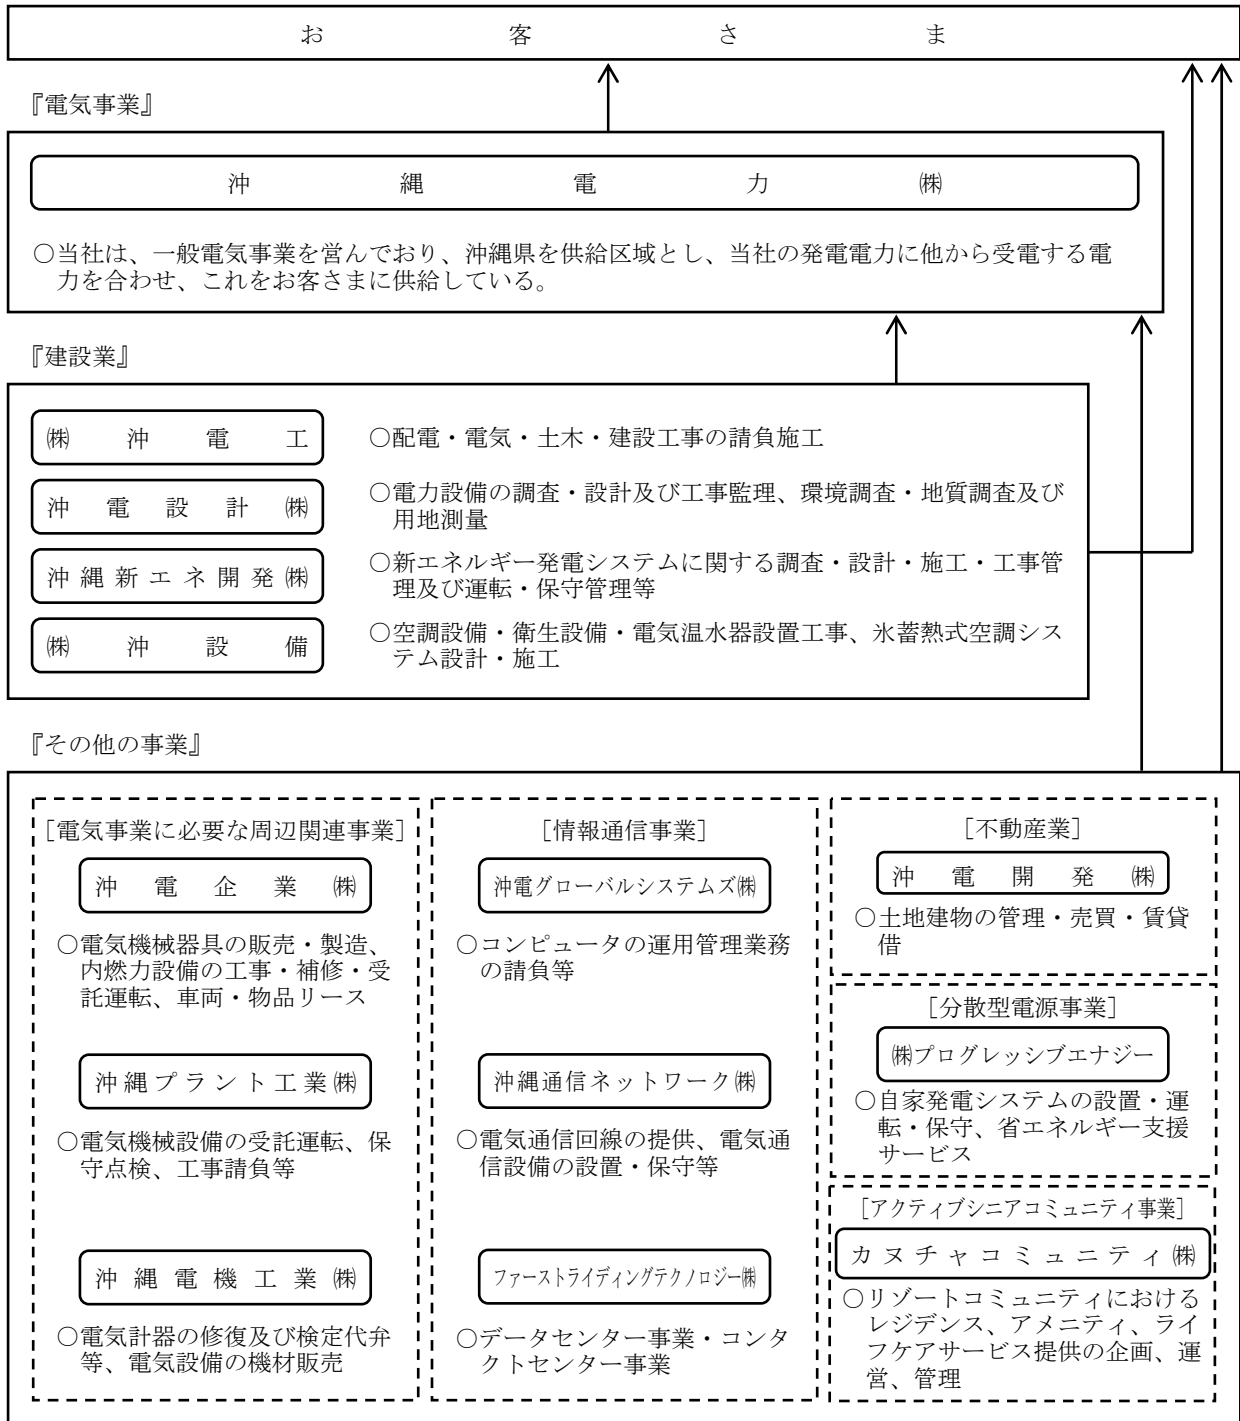 お客さま
『電気事業』
沖縄電力㈱
○当社は、一般電気事業を営んでおり、沖縄県を供給区域とし、当社の発電電力に他から受電する電
力を合わせ、これをお客さまに供給している。
『建設業』
㈱沖電工
○配電・電気・土木・建設工事の請負施工
沖電設計㈱
○電力設備の調査・設計及び工事監理、環境調査・地質調査及び
用地測量
沖縄新エネ開発㈱
○新エネルギー発電システムに関する調査・設計・施工・工事管
理及び運転・保守管理等
㈱沖設備
○空調設備・衛生設備・電気温水器設置工事、氷蓄熱式空調シス
テム設計・施工
『その他の事業』
[電気事業に必要な周辺関連事業]
沖電企業㈱
○電気機械器具の販売・製造、
内燃力設備の工事・補修・受
託運転、車両・物品リース
沖縄プラント工業㈱
○電気機械設備の受託運転、保
守点検、工事請負等
沖縄電機工業㈱
○電気計器の修復及び検定代弁
等、電気設備の機材販売
[情報通信事業]
沖電グローバルシステムズ㈱
○コンピュータの運用管理業務
の請負等
沖縄通信ネットワーク㈱
○電気通信回線の提供、電気通
信設備の設置・保守等
ファーストライディングテクノロジー㈱
○データセンター事業・コンタ
クトセンター事業
[不動産業]
沖電開発㈱
○土地建物の管理・売買・賃貸
借
[分散型電源事業]
㈱プログレッシブエナジー
○自家発電システムの設置・運
転・保守、省エネルギー支援
サービス
[アクティブシニアコミュニティ事業]
カヌチャコミュニティ㈱
○リゾートコミュニティにおける
レジデンス、アメニティ、ライ
フケアサービス提供の企画、運
営、管理